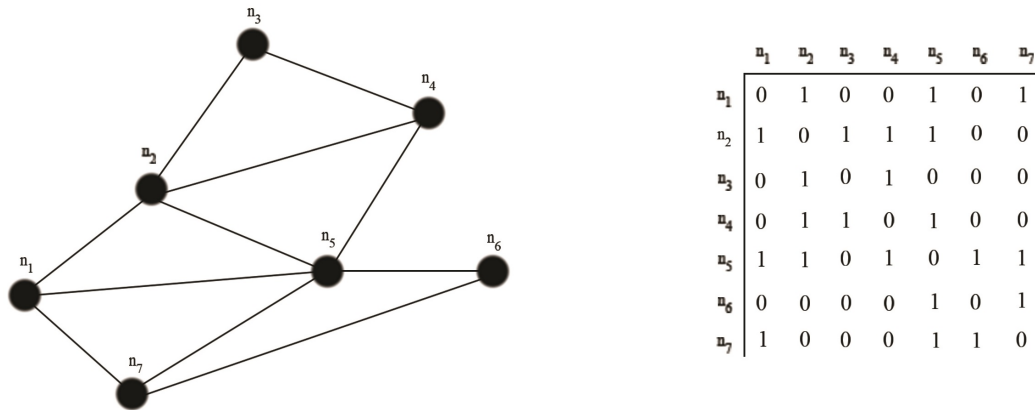 n3
n4
n2
n5
n6
n1
n7
n1 n2 n3 n4 n5 n6 n7
n1 0 1 0 0 1 0 1
n2 1 0 1 1 1 0 0
n3 0 1 0 1 0 0 0
n4 0 1 1 0 1 0 0
n5 1 1 0 1 0 1 1
n6 0 0 0 0 1 0 1
n7 1 0 0 0 1 1 0